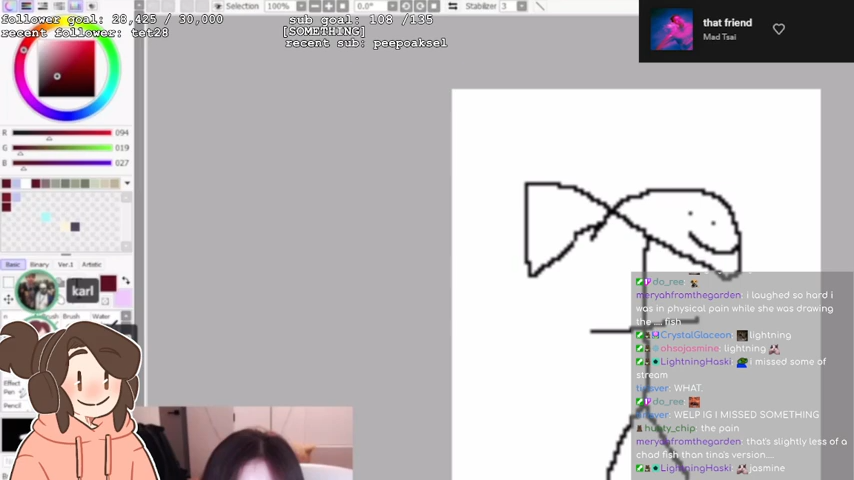 follower goal: 28,425 / 30,000
recent follower: tet28
sub goal: 108 /135
[SOMETHING]
recent sub: peepoaksel
Selection 100% 0.0° Stabilizer 3
that friend
Mad Tsai
R 094
G 019
B 027
Basic Binary Ver.1 Artistic
karl
Brush Water
Effect
Pen
Pencil
do_ree:
meryahfromthegarden: i laughed so hard i
was in physical pain while she was drawing
the .... fish
CrystalGlaceon: lightning
ohsojasmine: lightning
LightningHaski: i missed some of
stream
WHAT.
do_ree:
WELP IG I MISSED SOMETHING
the pain
meryahfromthegarden: that's slightly less of a
chad fish than tina's version....
LightningHaski: jasmine